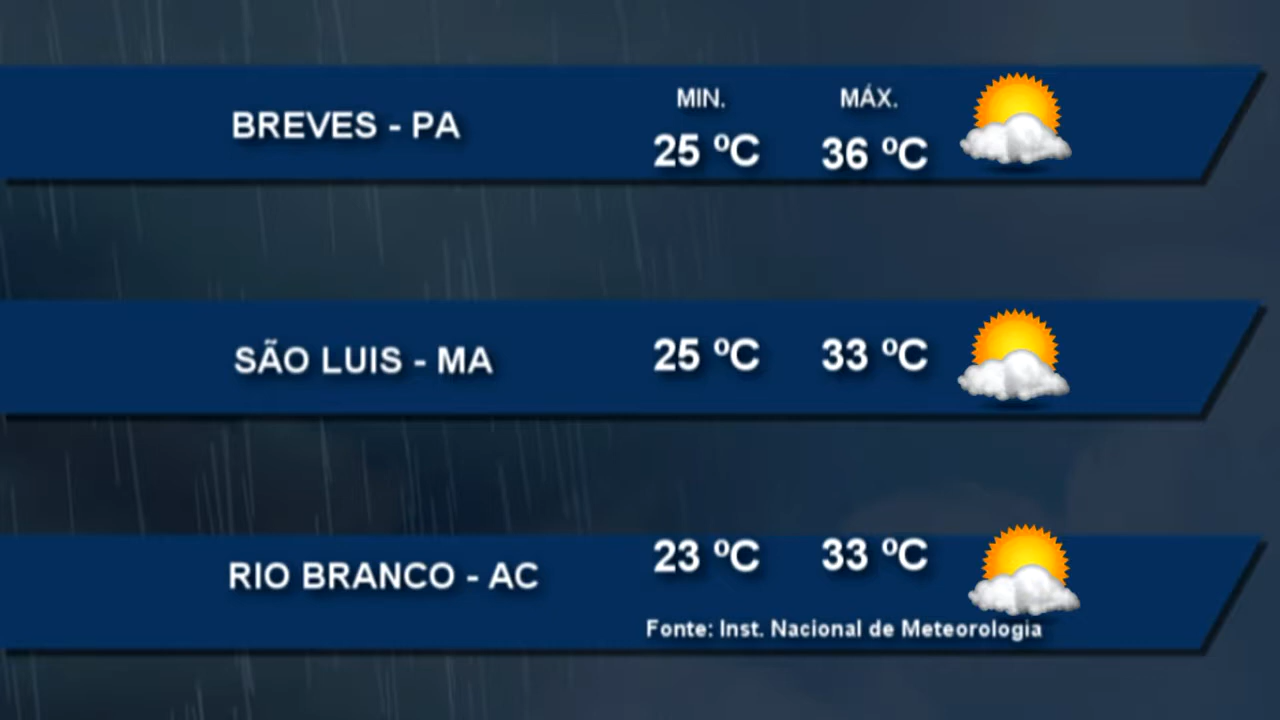 MIN. MÁX.
BREVES - PA 25 ºC 36 ºC
SÃO LUIS - MA 25 ºC 33 ºC
RIO BRANCO - AC 23 ºC 33 ºC
Fonte: Inst. Nacional de Meteorologia